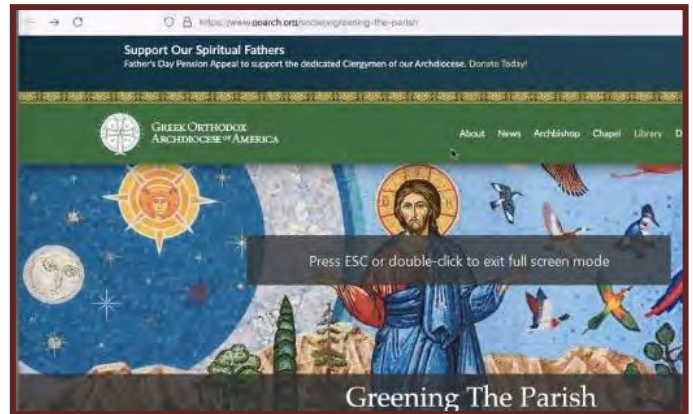 https://www.goarch.org/society/greening-the-parish
Support Our Spiritual Fathers
Father's Day Pension Appeal to support the dedicated Clergymen of our Archdiocese. Donate Today!
GREEK ORTHODOX
ARCHDIOCESE OF AMERICA
About News Archbishop Chapel Library D
Press ESC or double-click to exit full screen mode
Greening The Parish